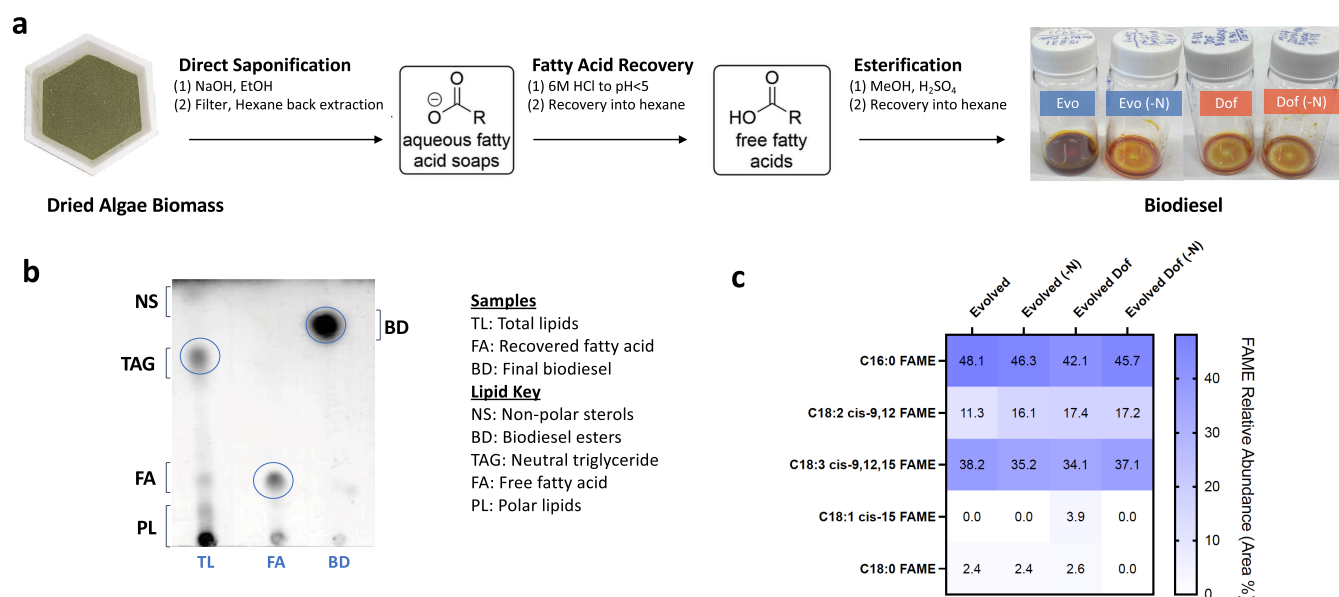 a
Direct Saponification
(1) NaOH, EtOH
(2) Filter, Hexane back extraction
Fatty Acid Recovery
(1) 6M HCl to pH<5
(2) Recovery into hexane
Esterification
(1) MeOH, H₂SO₄
(2) Recovery into hexane
O
⊖
O
R
aqueous fatty
acid soaps
O
HO
R
free fatty
acids
Evo
Evo (-N)
Dof
Dof (-N)
Dried Algae Biomass
Biodiesel
b
NS
TAG
FA
PL
BD
TL
FA
BD
Samples
TL: Total lipids
FA: Recovered fatty acid
BD: Final biodiesel
Lipid Key
NS: Non-polar sterols
BD: Biodiesel esters
TAG: Neutral triglyceride
FA: Free fatty acid
PL: Polar lipids
c
Evolved
Evolved (-N)
Evolved Dof
Evolved Dof (-N)
C16:0 FAME 48.1 46.3 42.1 45.7
C18:2 cis-9,12 FAME 11.3 16.1 17.4 17.2
C18:3 cis-9,12,15 FAME 38.2 35.2 34.1 37.1
C18:1 cis-15 FAME 0.0 0.0 3.9 0.0
C18:0 FAME 2.4 2.4 2.6 0.0
40
30
20
10
0
FAME Relative Abundance (Area %)